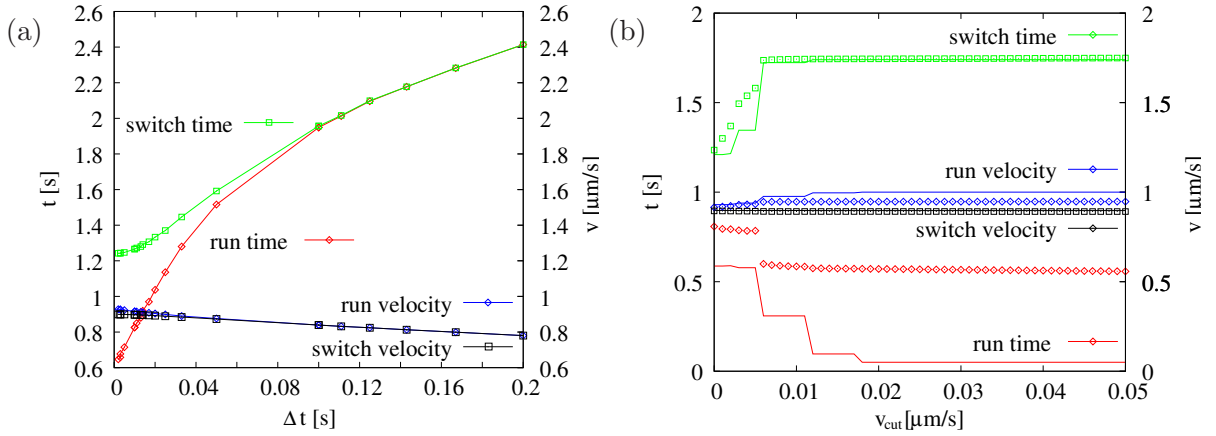 (a)
t [s]
2.6
2.4
2.2
2
1.8
1.6
1.4
1.2
1
0.8
0.6
0
0.04
0.08
0.12
0.16
0.2
Δ t [s]
2.6
2.4
2.2
2
1.8
1.6
1.4
1.2
1
0.8
0.6
v [μm/s]
switch time
run time
run velocity
switch velocity
(b)
t [s]
2
1.5
1
0.5
0
0
0.01
0.02
0.03
0.04
0.05
v_cut [μm/s]
2
1.5
1
0.5
0
v [μm/s]
switch time
run velocity
switch velocity
run time